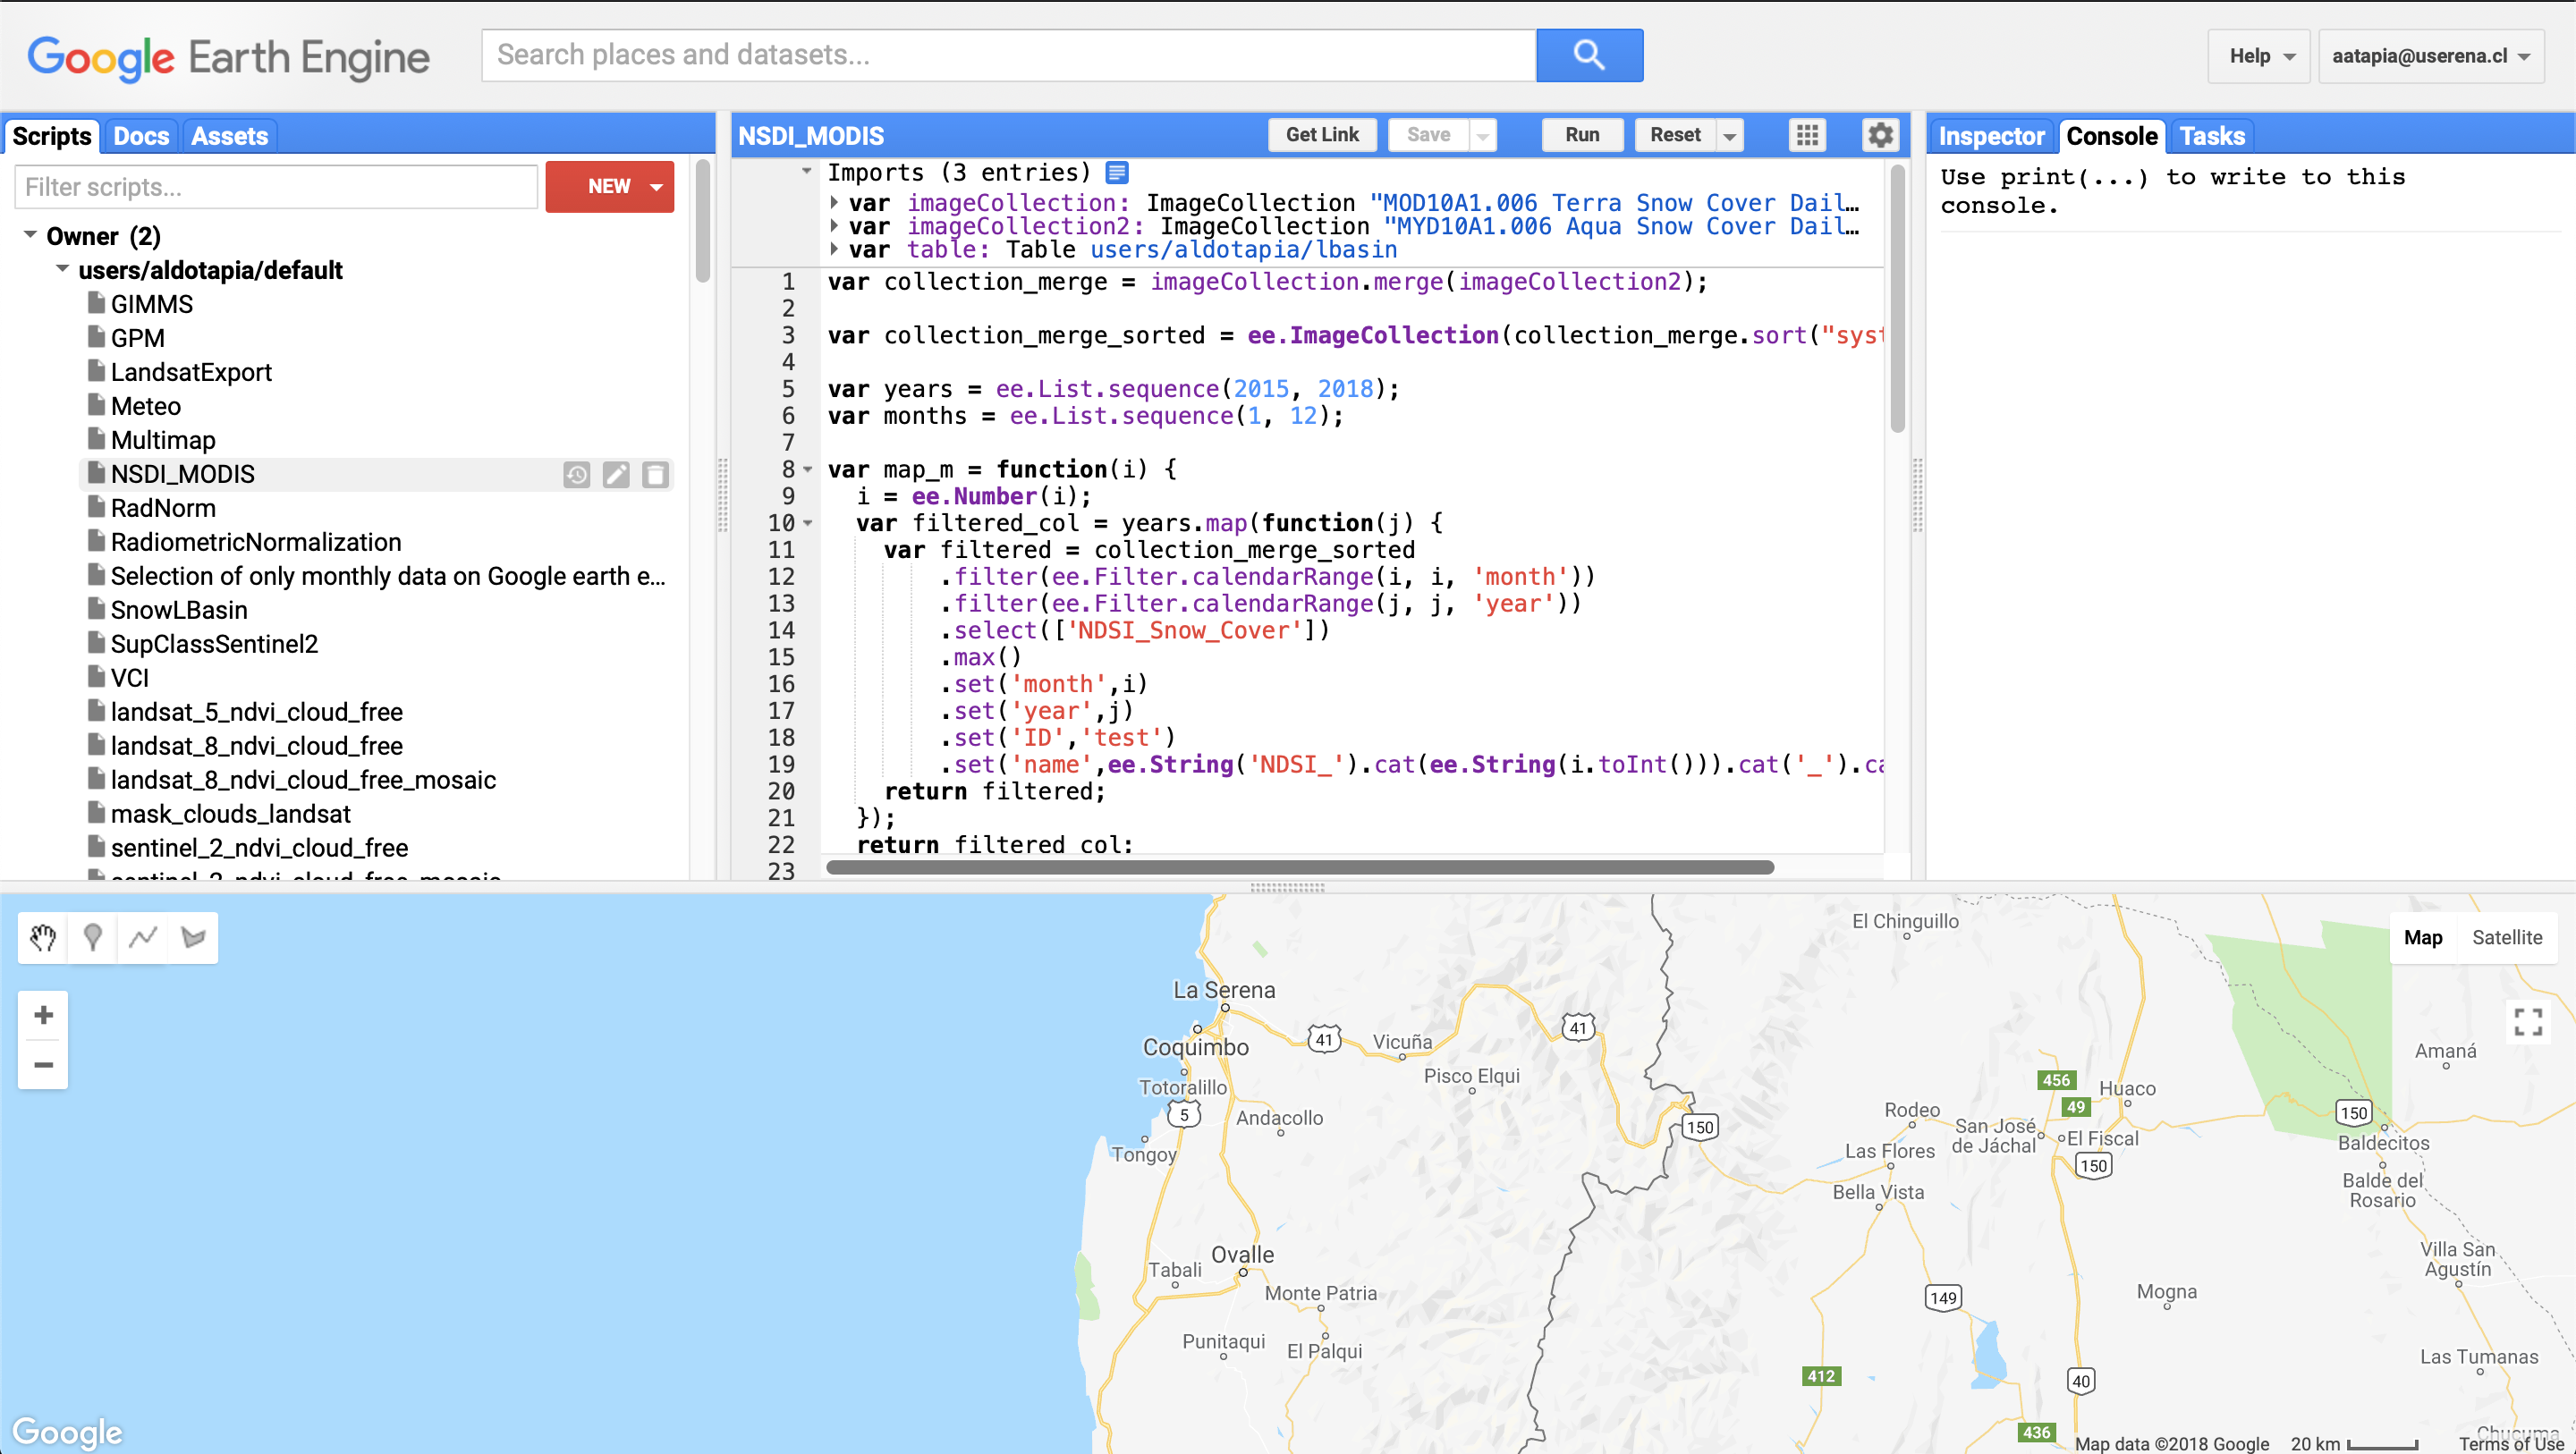 Google Earth Engine
Search places and datasets...
Help
aatapia@userena.cl
Scripts Docs Assets
Filter scripts...
NEW
Owner (2)
users/aldotapia/default
GIMMS
GPM
LandsatExport
Meteo
Multimap
NSDI_MODIS
RadNorm
RadiometricNormalization
Selection of only monthly data on Google earth e...
SnowLBasin
SupClassSentinel2
VCI
landsat_5_ndvi_cloud_free
landsat_8_ndvi_cloud_free
landsat_8_ndvi_cloud_free_mosaic
mask_clouds_landsat
sentinel_2_ndvi_cloud_free
sentinel_2_ndvi_cloud_free_mosaic
NSDI_MODIS
Get Link Save Run Reset
Imports (3 entries)
var imageCollection: ImageCollection "MOD10A1.006 Terra Snow Cover Dail…
var imageCollection2: ImageCollection "MYD10A1.006 Aqua Snow Cover Dail…
var table: Table users/aldotapia/lbasin
1 var collection_merge = imageCollection.merge(imageCollection2);
2
3 var collection_merge_sorted = ee.ImageCollection(collection_merge.sort("syst
4
5 var years = ee.List.sequence(2015, 2018);
6 var months = ee.List.sequence(1, 12);
7
8 var map_m = function(i) {
9 i = ee.Number(i);
10 var filtered_col = years.map(function(j) {
11 var filtered = collection_merge_sorted
12 .filter(ee.Filter.calendarRange(i, i, 'month'))
13 .filter(ee.Filter.calendarRange(j, j, 'year'))
14 .select(['NDSI_Snow_Cover'])
15 .max()
16 .set('month',i)
17 .set('year',j)
18 .set('ID','test')
19 .set('name',ee.String('NDSI_').cat(ee.String(i.toInt())).cat('_').ca
20 return filtered;
21 });
22 return filtered_col;
23
Inspector Console Tasks
Use print(...) to write to this
console.
Map Satellite
El Chinguillo
La Serena
Coquimbo
41
Vicuña
41
Totoralillo
Pisco Elqui
5
Andacollo
Tongoy
150
Amaná
456
Huaco
49
Rodeo
San José
de Jáchal
El Fiscal
150
Las Flores
150
Baldecitos
Bella Vista
Balde del
Rosario
Ovalle
Tabali
Monte Patria
Villa San
Agustín
149
Mogna
Punitaqui
El Palqui
Las Tumanas
412
40
436
Chucuma
Google
Map data ©2018 Google 20 km Terms of Use